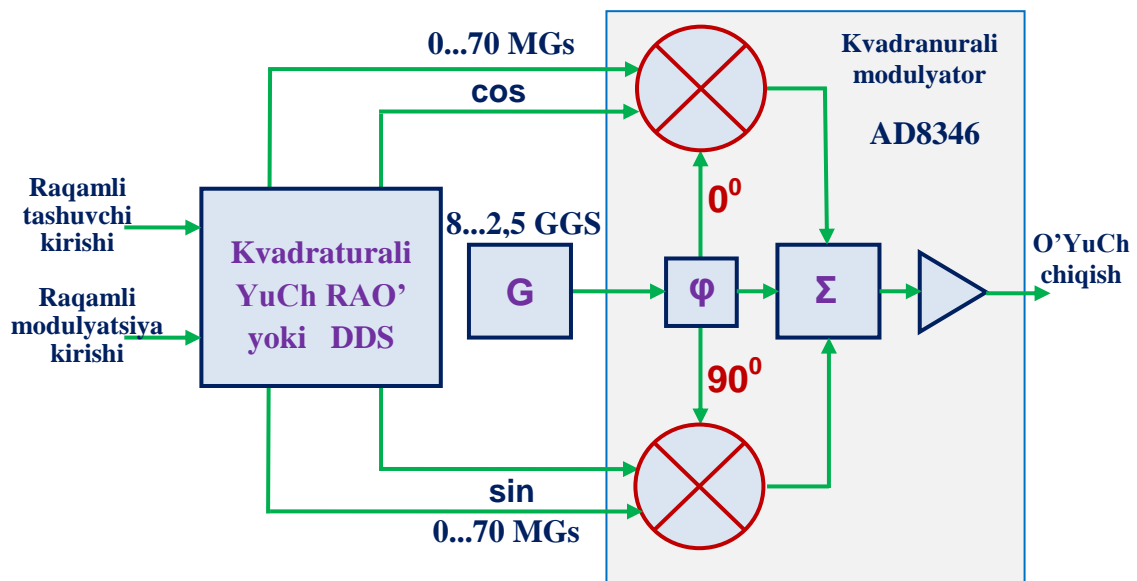 0...70 MGs
cos
Kvadranurali
modulyator
AD8346
Raqamli
tashuvchi
kirishi
Raqamli
modulyatsiya
kirishi
Kvadraturali
YuCh RAO’
yoki DDS
8...2,5 GGS
G
0⁰
φ
90⁰
Σ
O’YuCh
chiqish
sin
0...70 MGs